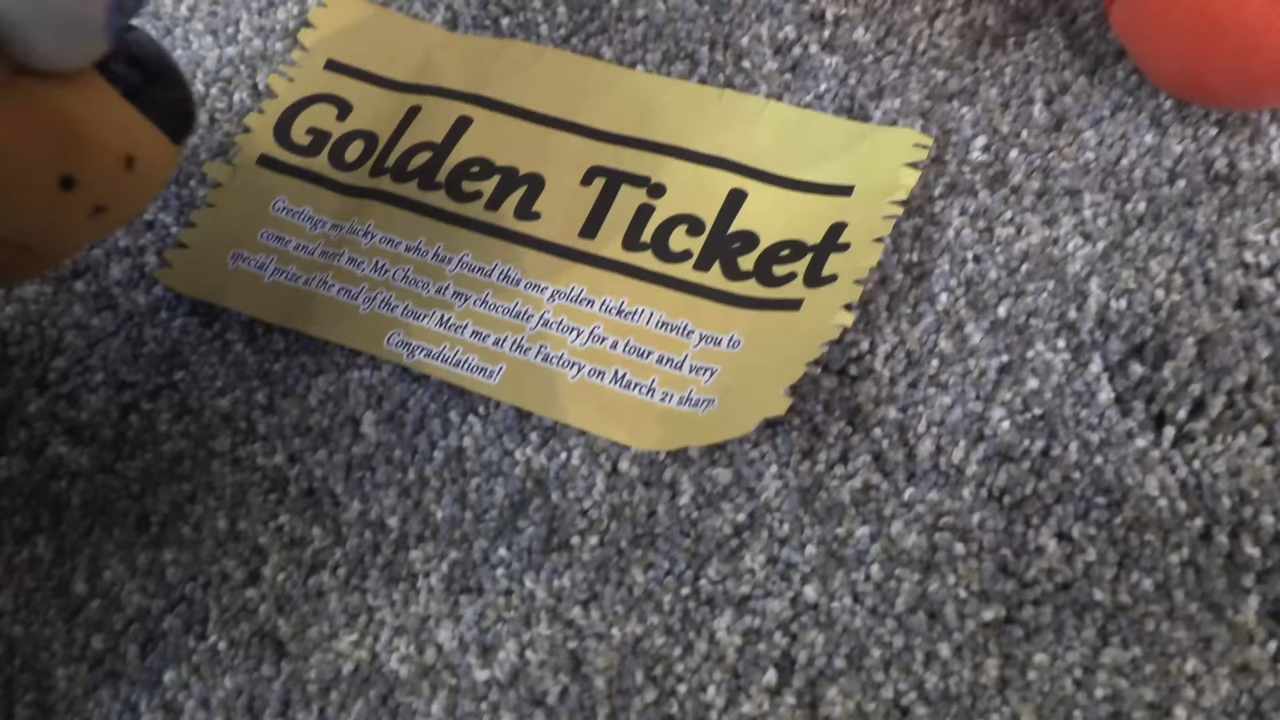 Golden Ticket
Greetings my lucky one who has found this one golden ticket! I invite you to
come and meet me, Mr Choco, at my chocolate factory for a tour and very
special prize at the end of the tour! Meet me at the Factory on March 21 sharp
Congradulations!